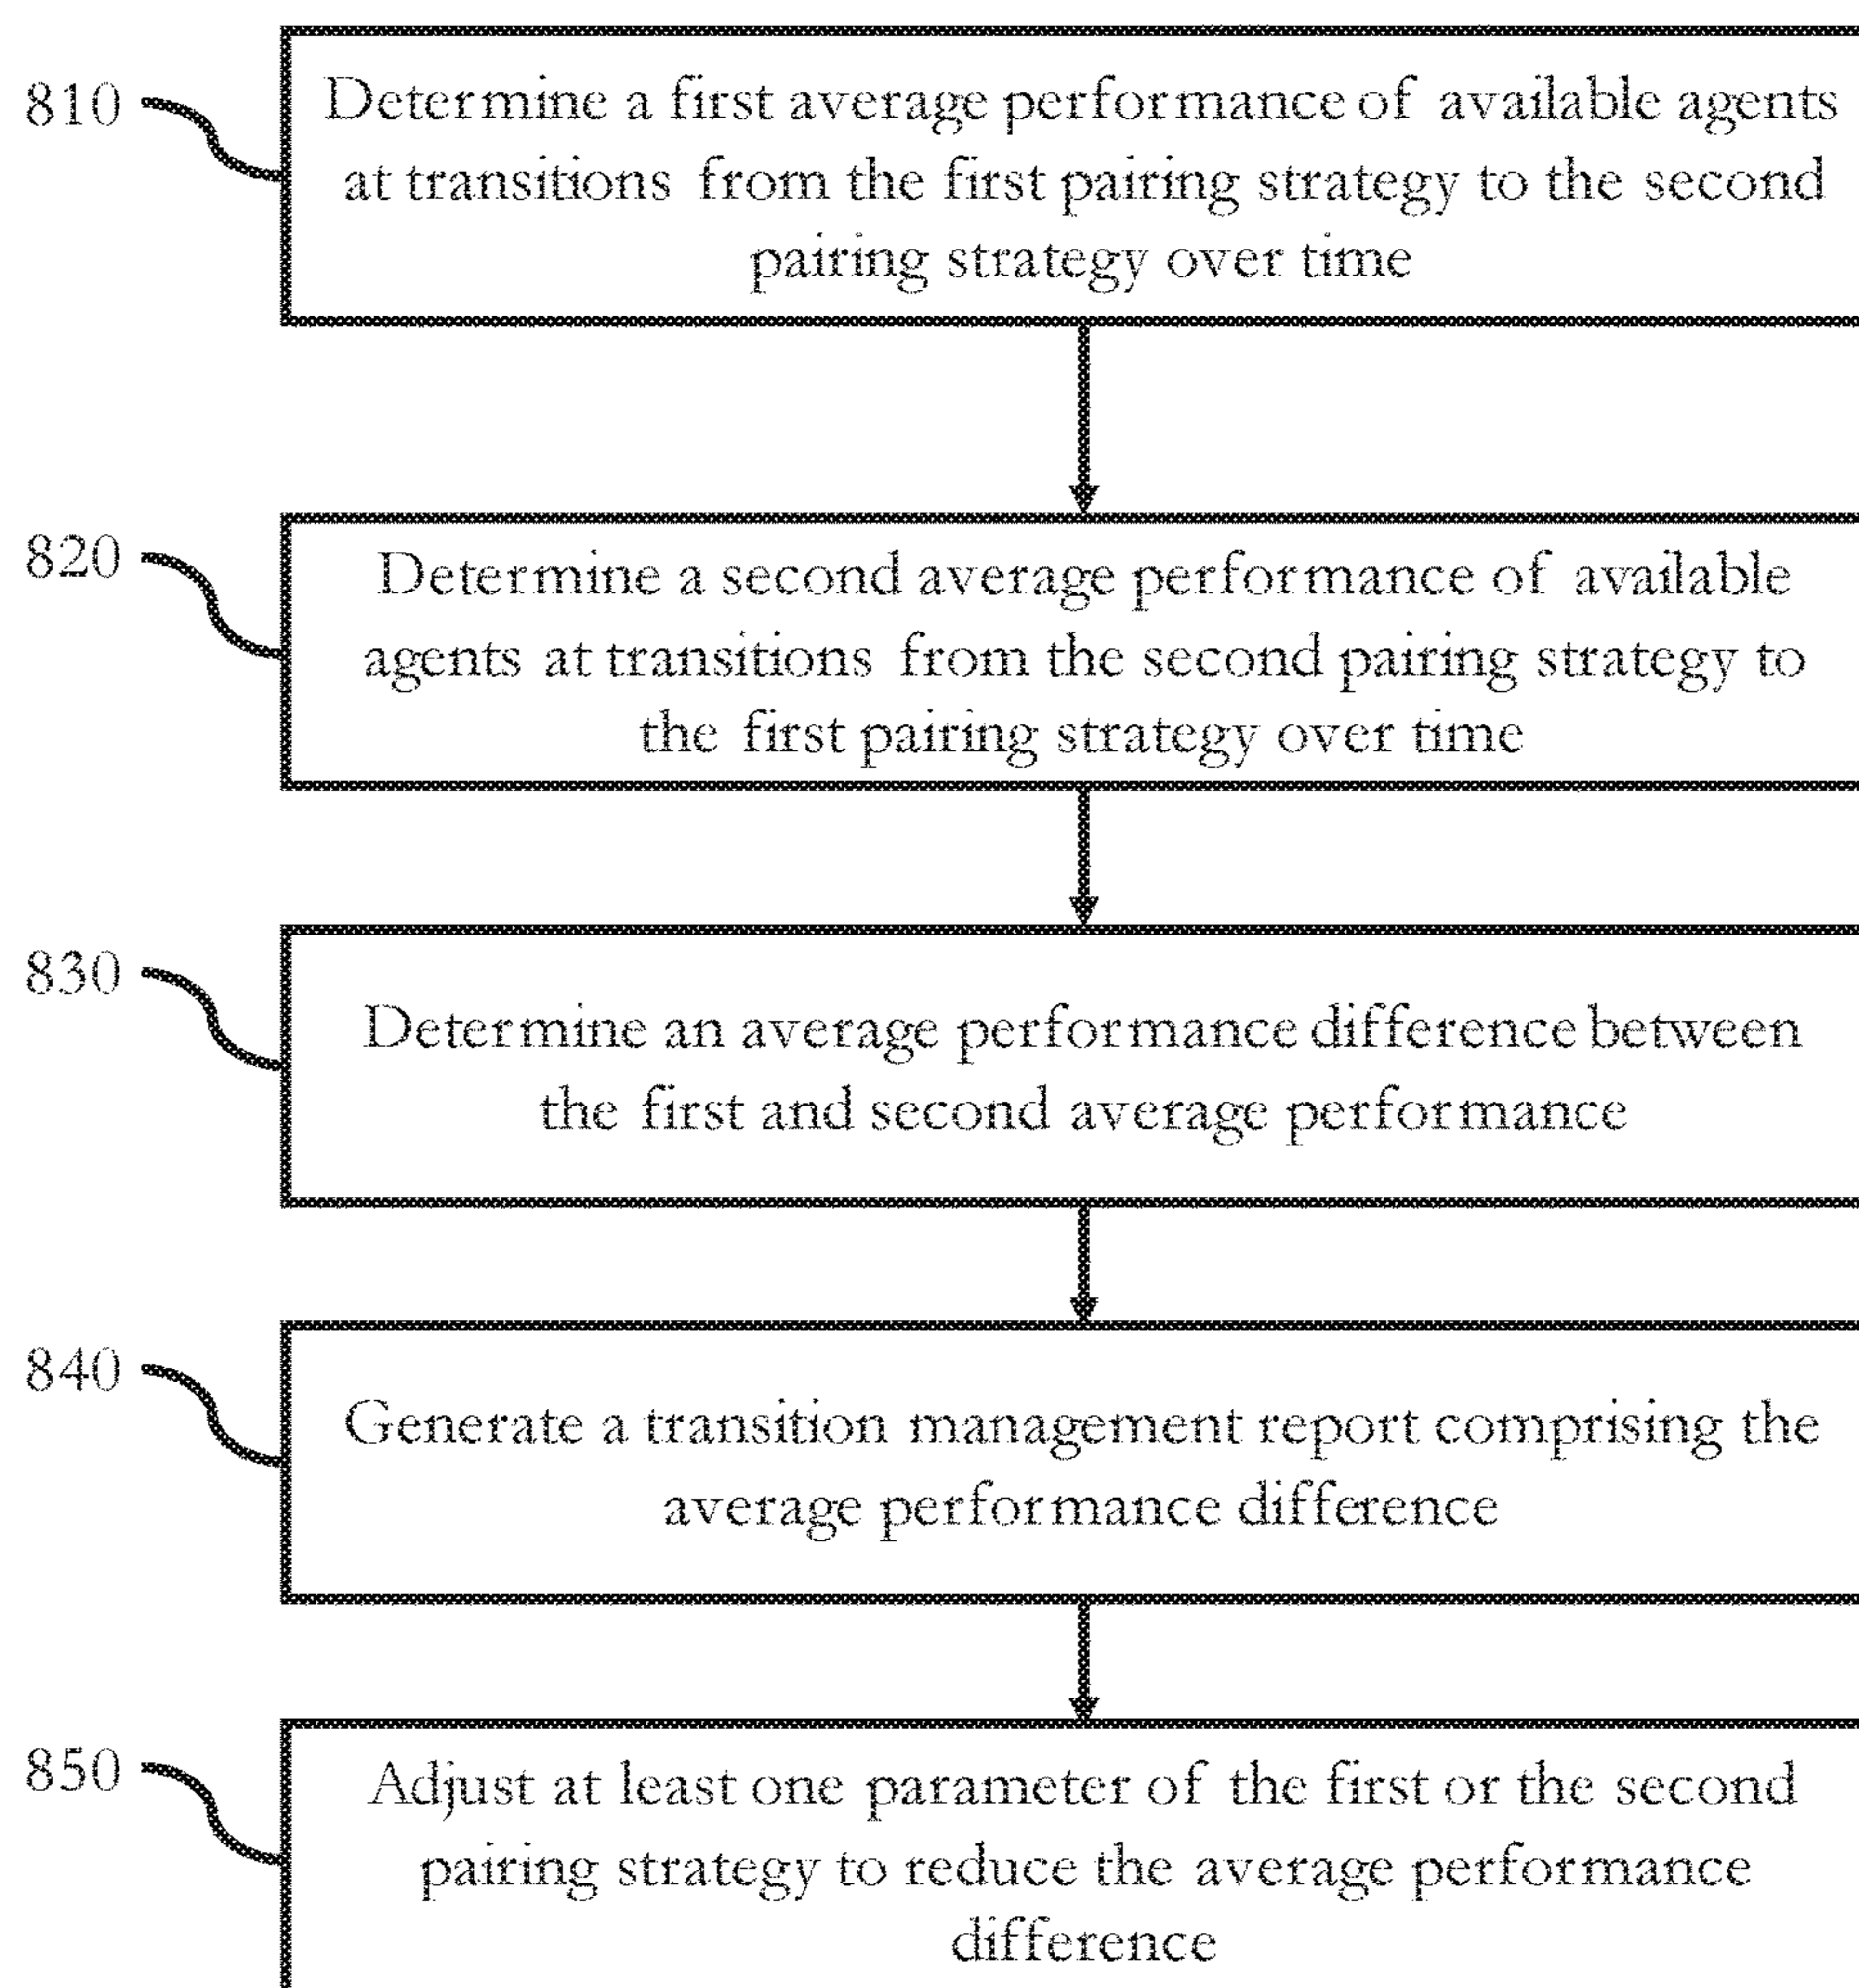 810
Determine a first average performance of available agents
at transitions from the first pairing strategy to the second
pairing strategy over time
820
Determine a second average performance of available
agents at transitions from the second pairing strategy to
the first pairing strategy over time
830
Determine an average performance difference between
the first and second average performance
840
Generate a transition management report comprising the
average performance difference
850
Adjust at least one parameter of the first or the second
pairing strategy to reduce the average performance
difference